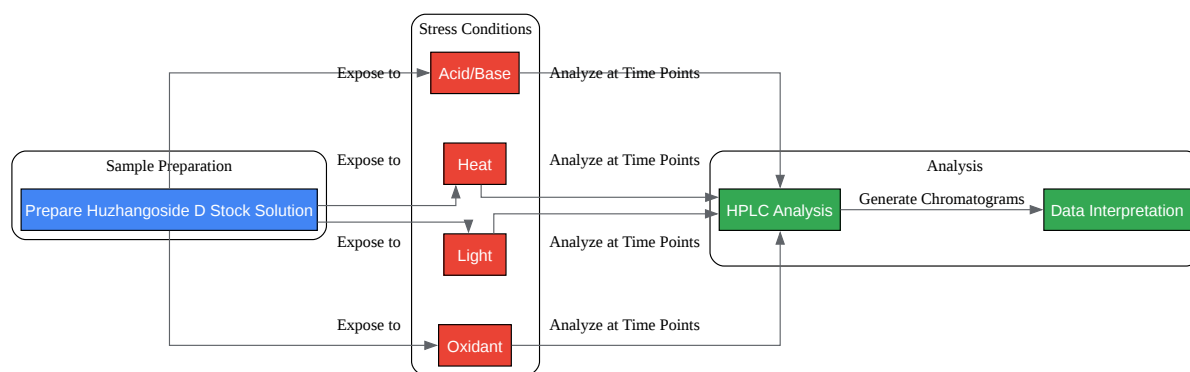 Stress Conditions
Expose to
Acid/Base
Analyze at Time Points
Sample Preparation
Expose to
Heat
Analyze at Time Points
Analysis
Prepare Huzhangoside D Stock Solution
HPLC Analysis
Generate Chromatograms
Data Interpretation
Expose to
Light
Analyze at Time Points
Expose to
Oxidant
Analyze at Time Points